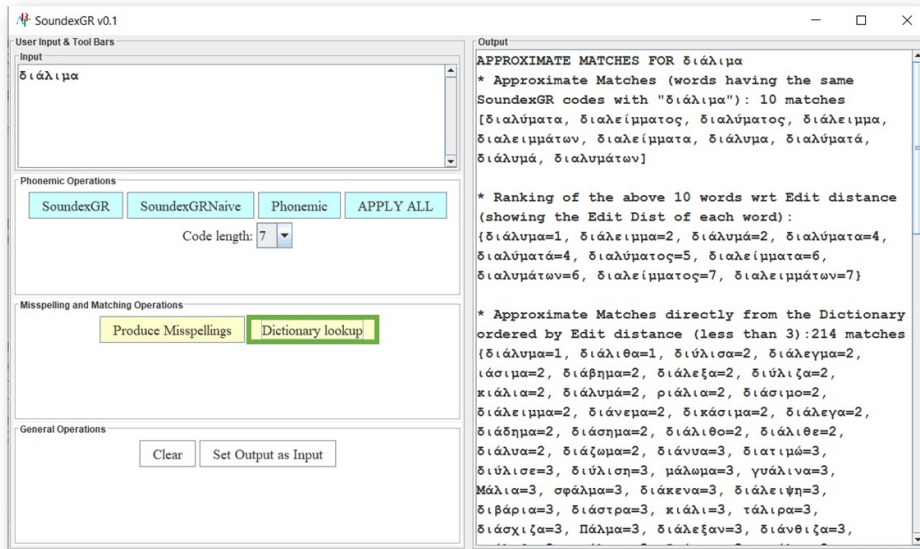 SoundexGR v0.1
User Input & Tool Bars
Input
διάλιμα
Phonemic Operations
SoundexGR SoundexGRNaive Phonemic APPLY ALL
Code length: 7
Misspelling and Matching Operations
Produce Misspellings Dictionary lookup
General Operations
Clear Set Output as Input
Output
APPROXIMATE MATCHES FOR διάλιμα
* Approximate Matches (words having the same
SoundexGR codes with "διάλιμα"): 10 matches
[διαλύματα, διαλείμματος, διαλύματος, διάλειμμα,
διαλειμμάτων, διαλείμματα, διάλυμα, διαλύματά,
διάλυμά, διαλυμάτων]
* Ranking of the above 10 words wrt Edit distance
(showing the Edit Dist of each word):
{διάλυμα=1, διάλειμμα=2, διάλυμά=2, διαλύματα=4,
διαλύματά=4, διαλύματος=5, διαλείμματα=6,
διαλυμάτων=6, διαλείμματος=7, διαλειμμάτων=7}
* Approximate Matches directly from the Dictionary
ordered by Edit distance (less than 3):214 matches
{διάλυμα=1, διάλιθα=1, διύλισα=2, διάλεγμα=2,
ιάσιμα=2, διάβημα=2, διάλεξα=2, διύλιζα=2,
κιάλια=2, διάλυμά=2, ριάλια=2, διάσιμο=2,
διάλειμμα=2, διάνεμα=2, δικάσιμα=2, διάλεγα=2,
διάδημα=2, διάσημα=2, διάλιθο=2, διάλιθε=2,
διάλυα=2, διάζωμα=2, διάνυα=3, διατιμώ=3,
διύλισε=3, διύλιση=3, μάλωμα=3, γυάλινα=3,
Μάλια=3, σφάλμα=3, διάκενα=3, διάλειψη=3,
διβάρια=3, διάστρα=3, κιάλι=3, τάλιρα=3,
διάσχιζα=3, Πάλμα=3, διάλεξαν=3, διάνθιζα=3,